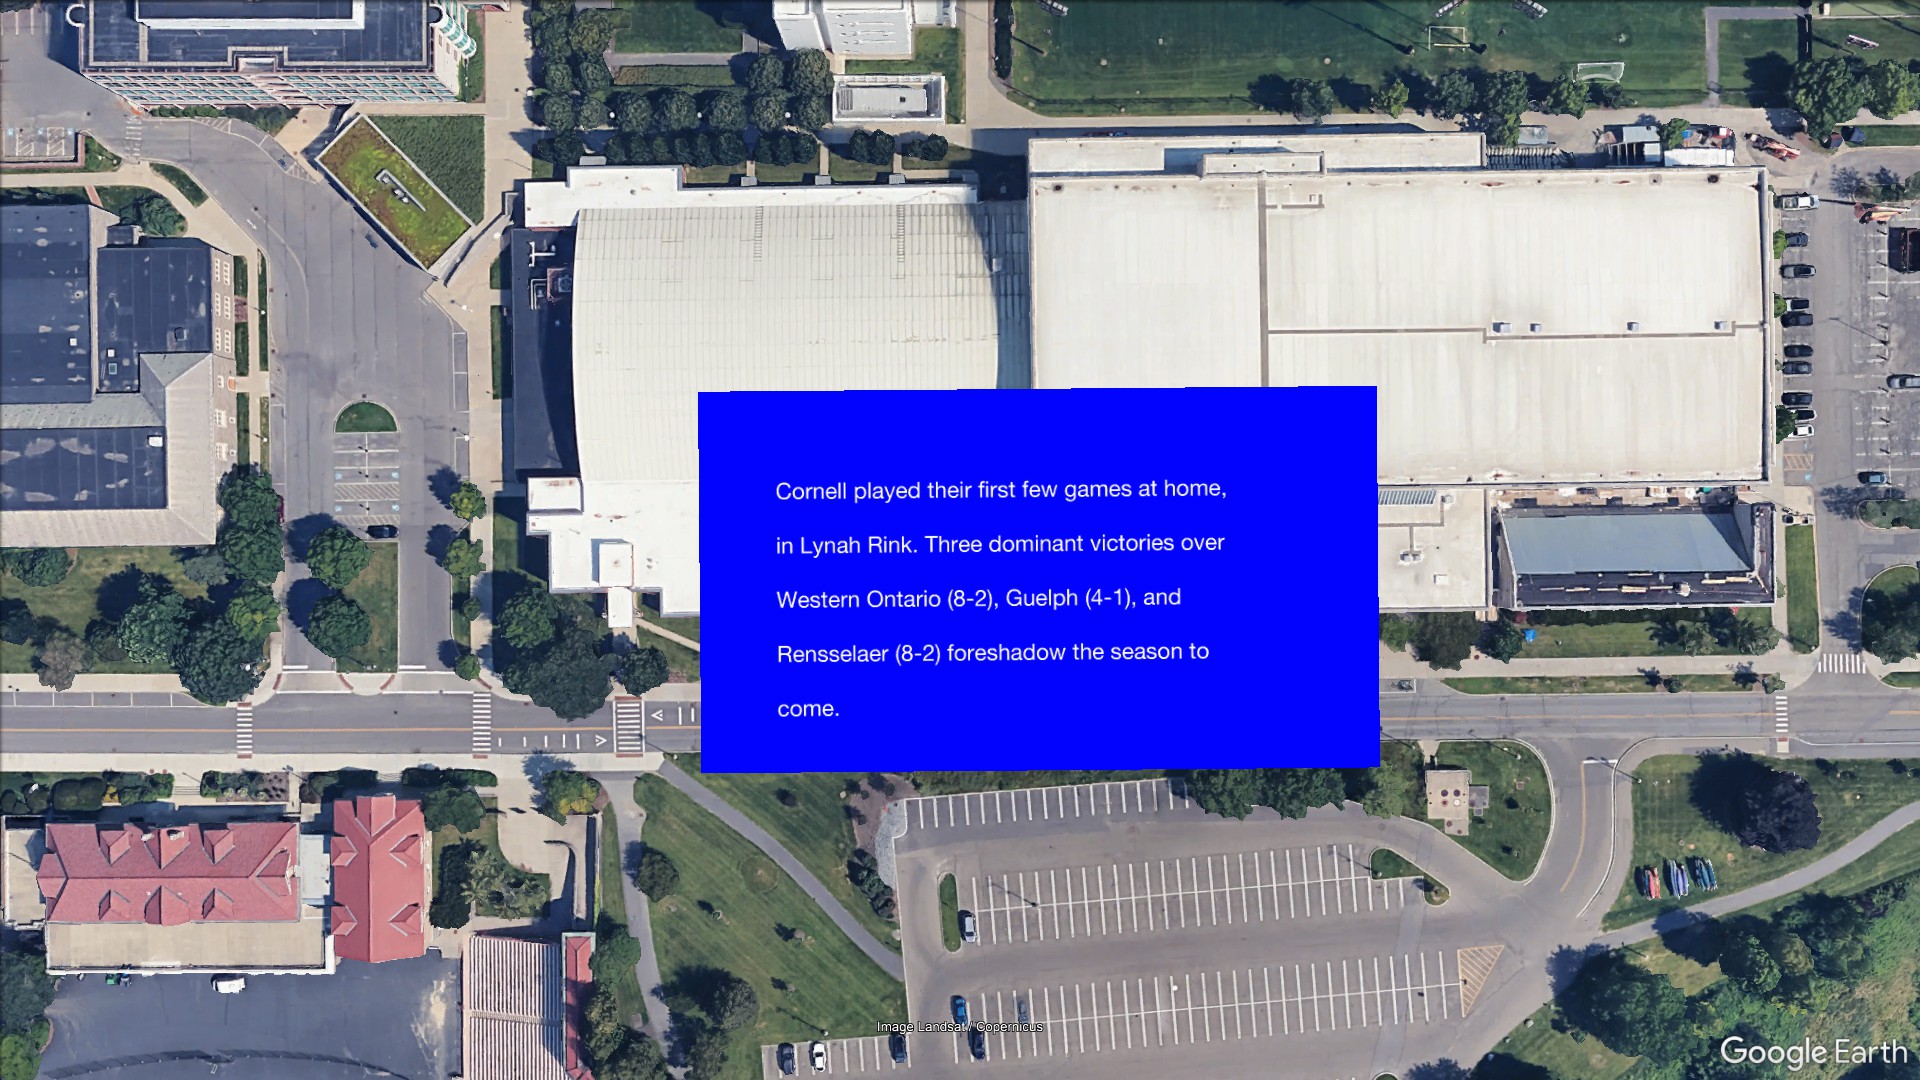 Cornell played their first few games at home,
in Lynah Rink. Three dominant victories over
Western Ontario (8-2), Guelph (4-1), and
Rensselaer (8-2) foreshadow the season to
come.
Image Landsat / Copernicus
Google Earth